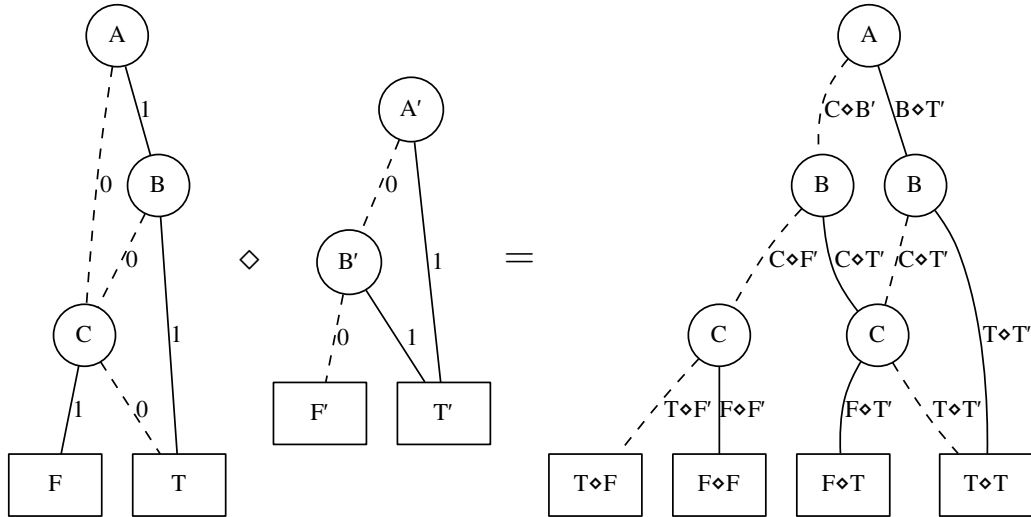 A
A
1
A′
C⋄B′
B⋄T′
0
B
0
B
B
0
⋄
B′
1
=
C⋄F′
C⋄T′
C⋄T′
C
1
0
1
C
C
T⋄T′
1
0
F′
T′
T⋄F′
F⋄F′
F⋄T′
T⋄T′
F
T
T⋄F
F⋄F
F⋄T
T⋄T